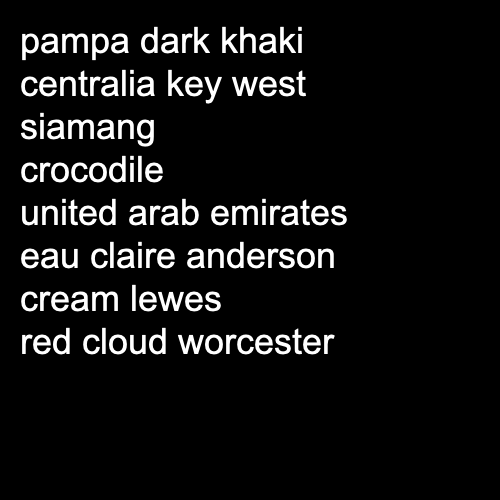 pampa dark khaki
centralia key west
siamang
crocodile
united arab emirates
eau claire anderson
cream lewes
red cloud worcester